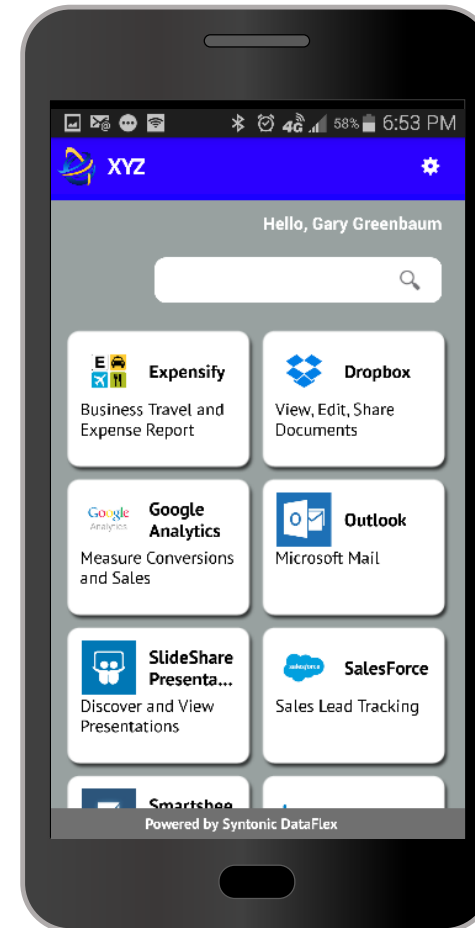 4G 58% 6:53 PM
XYZ
Hello, Gary Greenbaum
E Expensify
Business Travel and
Expense Report
Dropbox
View, Edit, Share
Documents
Google
Analytics
Google
Analytics
Measure Conversions
and Sales
Outlook
Microsoft Mail
SlideShare
Presenta...
Discover and View
Presentations
salesforce
SalesForce
Sales Lead Tracking
Smartshee
Powered by Syntonic DataFlex